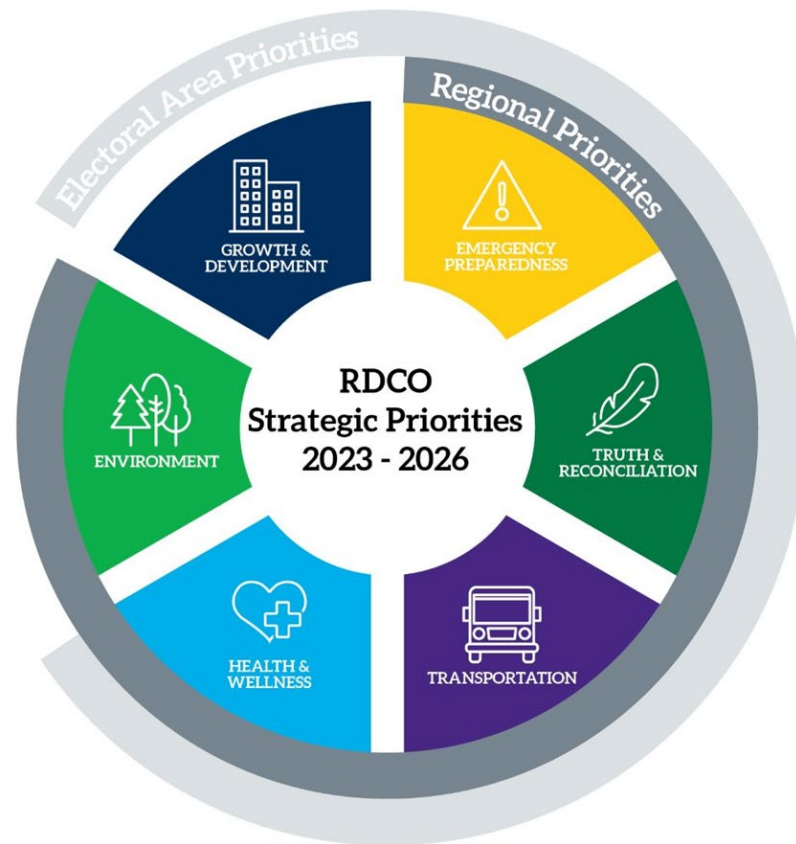 Electoral Area Priorities
Regional Priorities
GROWTH &
DEVELOPMENT
EMERGENCY
PREPAREDNESS
RDCO
Strategic Priorities
2023 - 2026
ENVIRONMENT
TRUTH &
RECONCILIATION
HEALTH &
WELLNESS
TRANSPORTATION